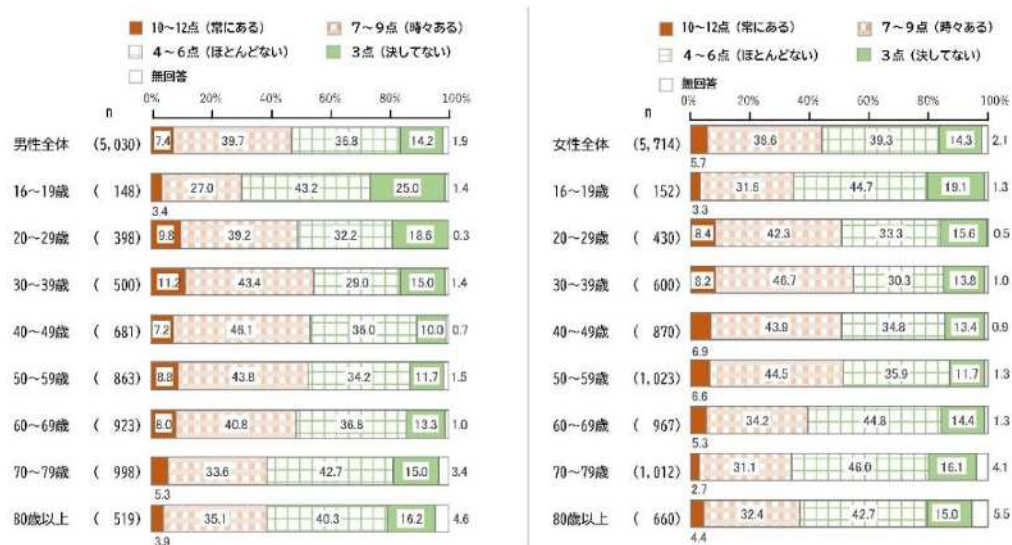 10～12点（常にある） 7～9点（時々ある）
4～6点（ほとんどない） 3点（決してない）
無回答
n 0% 20% 40% 60% 80% 100%
男性全体 (5,030) 7.4 39.7 36.8 14.2 1.9
16～19歳 ( 148) 3.4 27.0 43.2 25.0 1.4
20～29歳 ( 398) 9.8 39.2 32.2 18.6 0.3
30～39歳 ( 500) 11.2 43.4 29.0 15.0 1.4
40～49歳 ( 681) 7.2 46.1 36.0 10.0 0.7
50～59歳 ( 863) 8.8 43.8 34.2 11.7 1.5
60～69歳 ( 923) 8.0 40.8 36.8 13.3 1.0
70～79歳 ( 998) 5.3 33.6 42.7 15.0 3.4
80歳以上 ( 519) 3.9 35.1 40.3 16.2 4.6
10～12点（常にある） 7～9点（時々ある）
4～6点（ほとんどない） 3点（決してない）
無回答
n 0% 20% 40% 60% 80% 100%
女性全体 (5,714) 5.7 38.6 39.3 14.3 2.1
16～19歳 ( 152) 3.3 31.6 44.7 19.1 1.3
20～29歳 ( 430) 8.4 42.3 33.3 15.6 0.5
30～39歳 ( 600) 8.2 46.7 30.3 13.8 1.0
40～49歳 ( 870) 6.9 43.9 34.8 13.4 0.9
50～59歳 (1,023) 6.6 44.5 35.9 11.7 1.3
60～69歳 ( 967) 5.3 34.2 44.8 14.4 1.3
70～79歳 (1,012) 2.7 31.1 46.0 16.1 4.1
80歳以上 ( 660) 4.4 32.4 42.7 15.0 5.5